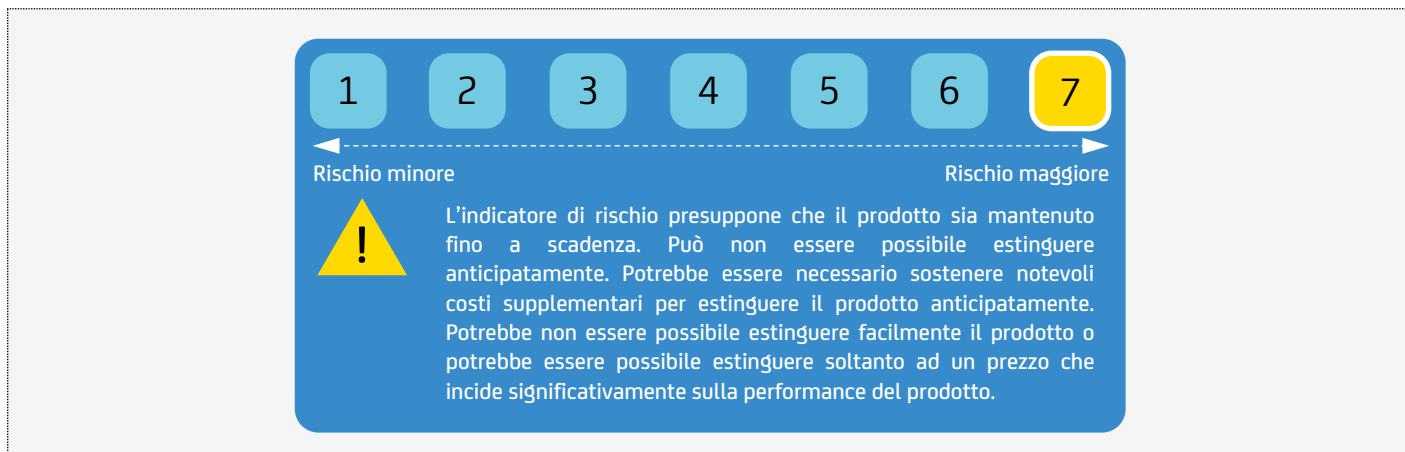 1 2 3 4 5 6 7
Rischio minore Rischio maggiore
!
L'indicatore di rischio presuppone che il prodotto sia mantenuto
fino a scadenza. Può non essere possibile estinguere
anticipatamente. Potrebbe essere necessario sostenere notevoli
costi supplementari per estinguere il prodotto anticipatamente.
Potrebbe non essere possibile estinguere facilmente il prodotto o
potrebbe essere possibile estinguere soltanto ad un prezzo che
incide significativamente sulla performance del prodotto.